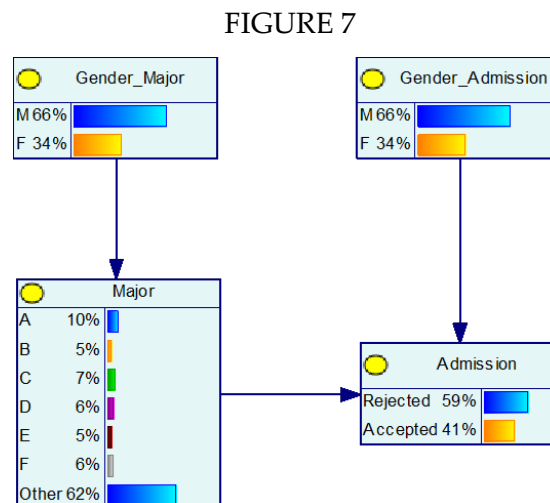 FIGURE 7
Gender_Major
M 66%
F 34%
Gender_Admission
M 66%
F 34%
Major
A 10%
B 5%
C 7%
D 6%
E 5%
F 6%
Other 62%
Admission
Rejected 59%
Accepted 41%